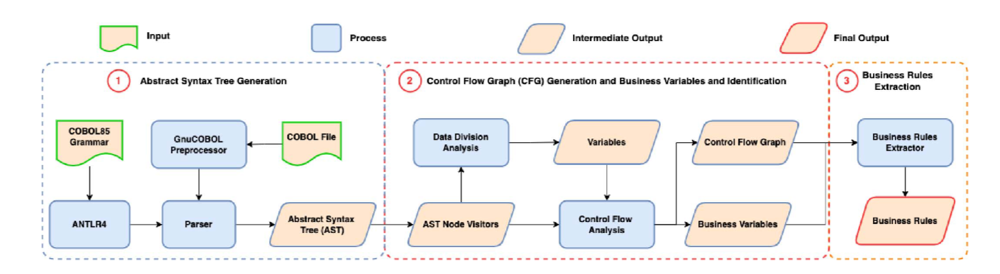 Input
Process
Intermediate Output
Final Output
1
Abstract Syntax Tree Generation
2
Control Flow Graph (CFG) Generation and Business Variables and Identification
3
Business Rules
Extraction
COBOL85
Grammar
GnuCOBOL
Preprocessor
COBOL File
Data Division
Analysis
Variables
Control Flow Graph
Business Rules
Extractor
ANTLR4
Parser
Abstract Syntax
Tree (AST)
AST Node Visitors
Control Flow
Analysis
Business Variables
Business Rules